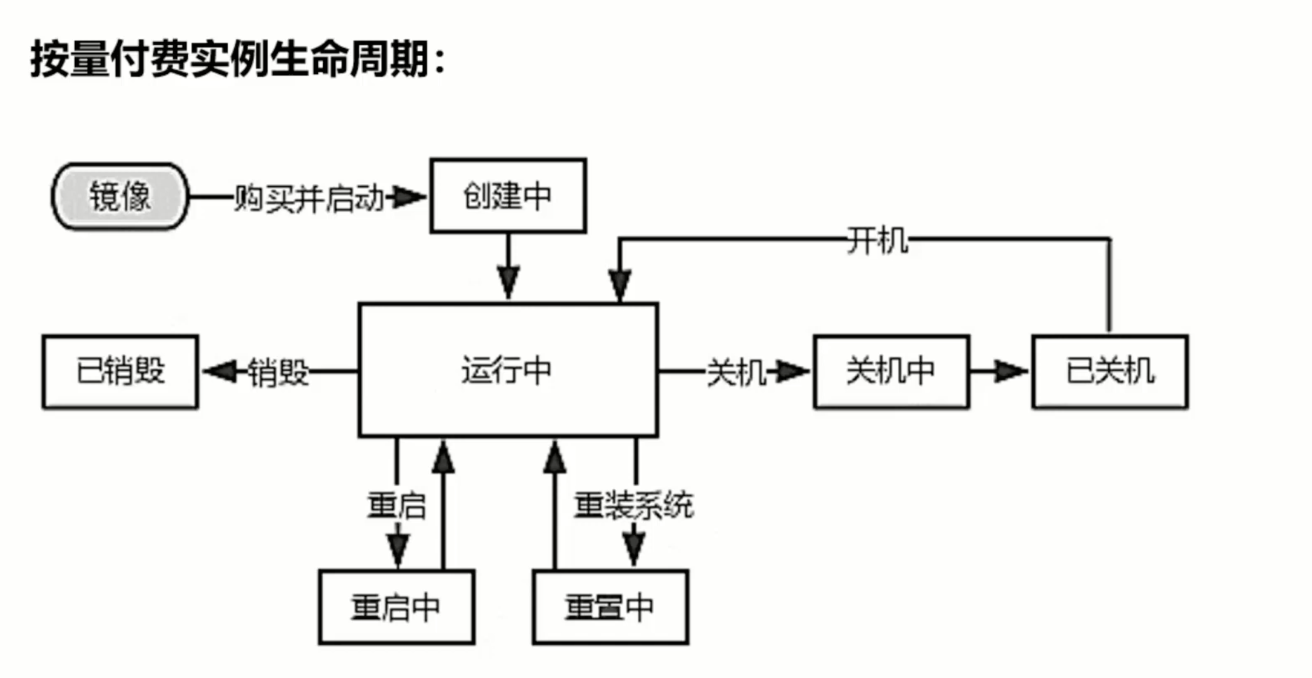 按量付费实例生命周期：
镜像
购买并启动
创建中
开机
已销毁
销毁
运行中
关机
关机中
已关机
重启
重装系统
重启中
重置中